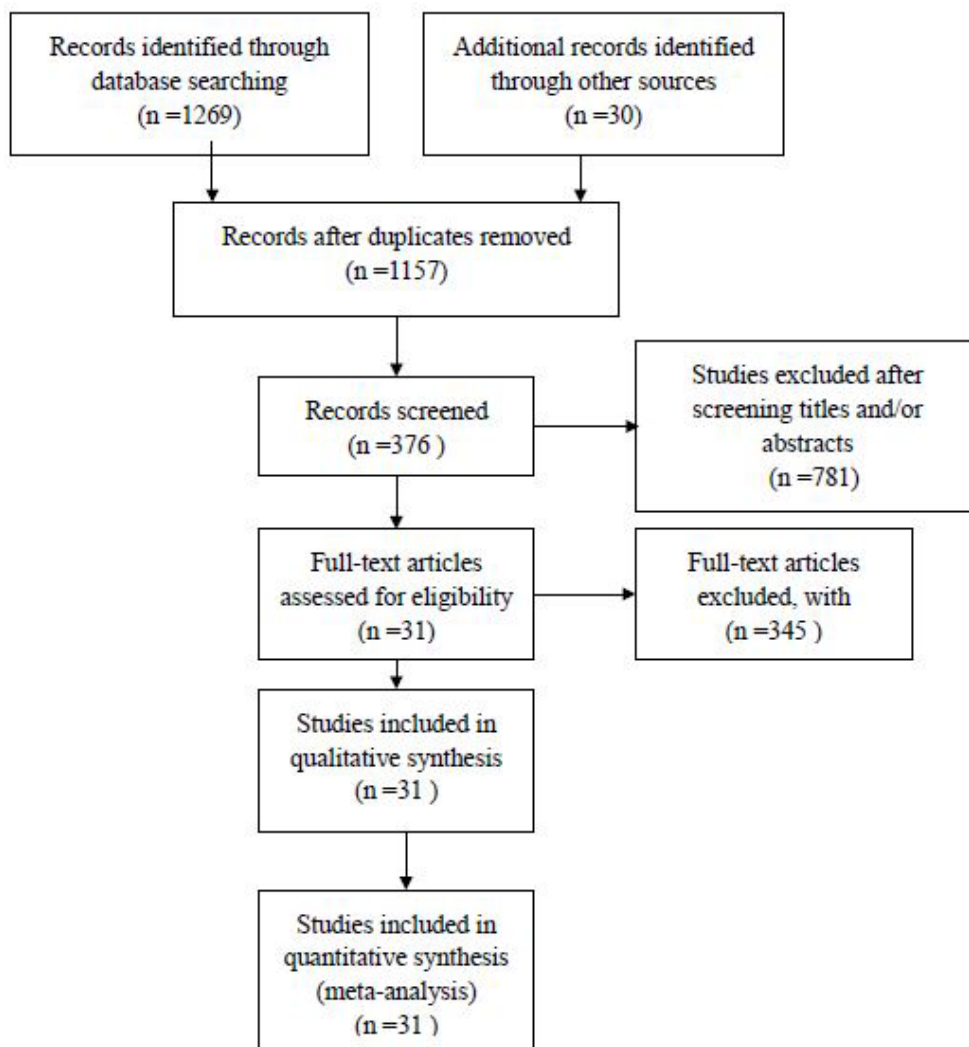 Records identified through
database searching
(n =1269)
Additional records identified
through other sources
(n =30)
Records after duplicates removed
(n =1157)
Records screened
(n =376 )
Studies excluded after
screening titles and/or
abstracts
(n =781)
Full-text articles
assessed for eligibility
(n =31)
Full-text articles
excluded, with
(n =345 )
Studies included in
qualitative synthesis
(n =31 )
Studies included in
quantitative synthesis
(meta-analysis)
(n =31 )